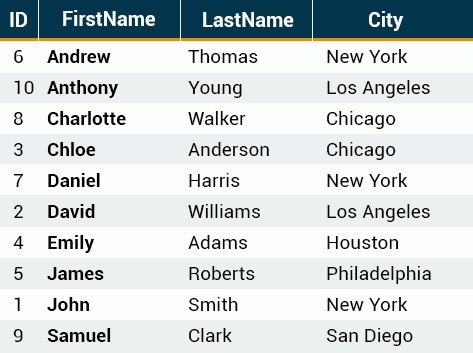 ID FirstName LastName City
6 Andrew Thomas New York
10 Anthony Young Los Angeles
8 Charlotte Walker Chicago
3 Chloe Anderson Chicago
7 Daniel Harris New York
2 David Williams Los Angeles
4 Emily Adams Houston
5 James Roberts Philadelphia
1 John Smith New York
9 Samuel Clark San Diego